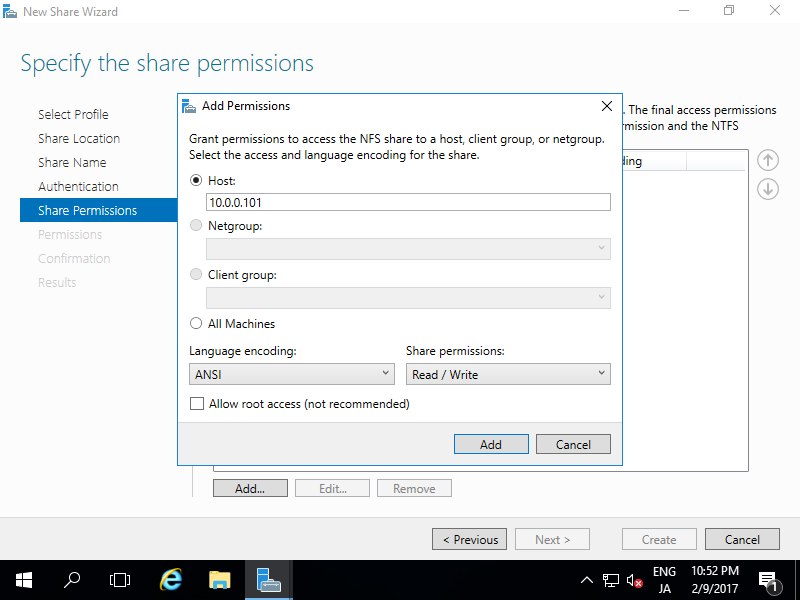 New Share Wizard
Specify the share permissions
Select Profile
Share Location
Share Name
Authentication
Share Permissions
Permissions
Confirmation
Results
. The final access permissions
rmission and the NTFS
ding
Add Permissions
Grant permissions to access the NFS share to a host, client group, or netgroup.
Select the access and language encoding for the share.
Host:
10.0.0.101
Netgroup:
Client group:
All Machines
Language encoding:
Share permissions:
ANSI
Read / Write
Allow root access (not recommended)
Add
Cancel
Add...
Edit...
Remove
< Previous
Next >
Create
Cancel
ENG
JA
10:52 PM
2/9/2017
1